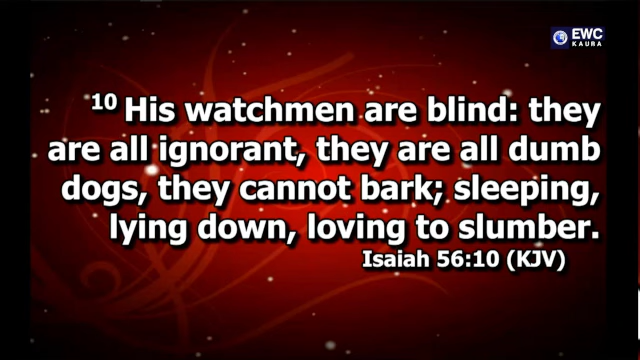 EWC
KAURA
10 His watchmen are blind: they
are all ignorant, they are all dumb
dogs, they cannot bark; sleeping,
lying down, loving to slumber.
Isaiah 56:10 (KJV)